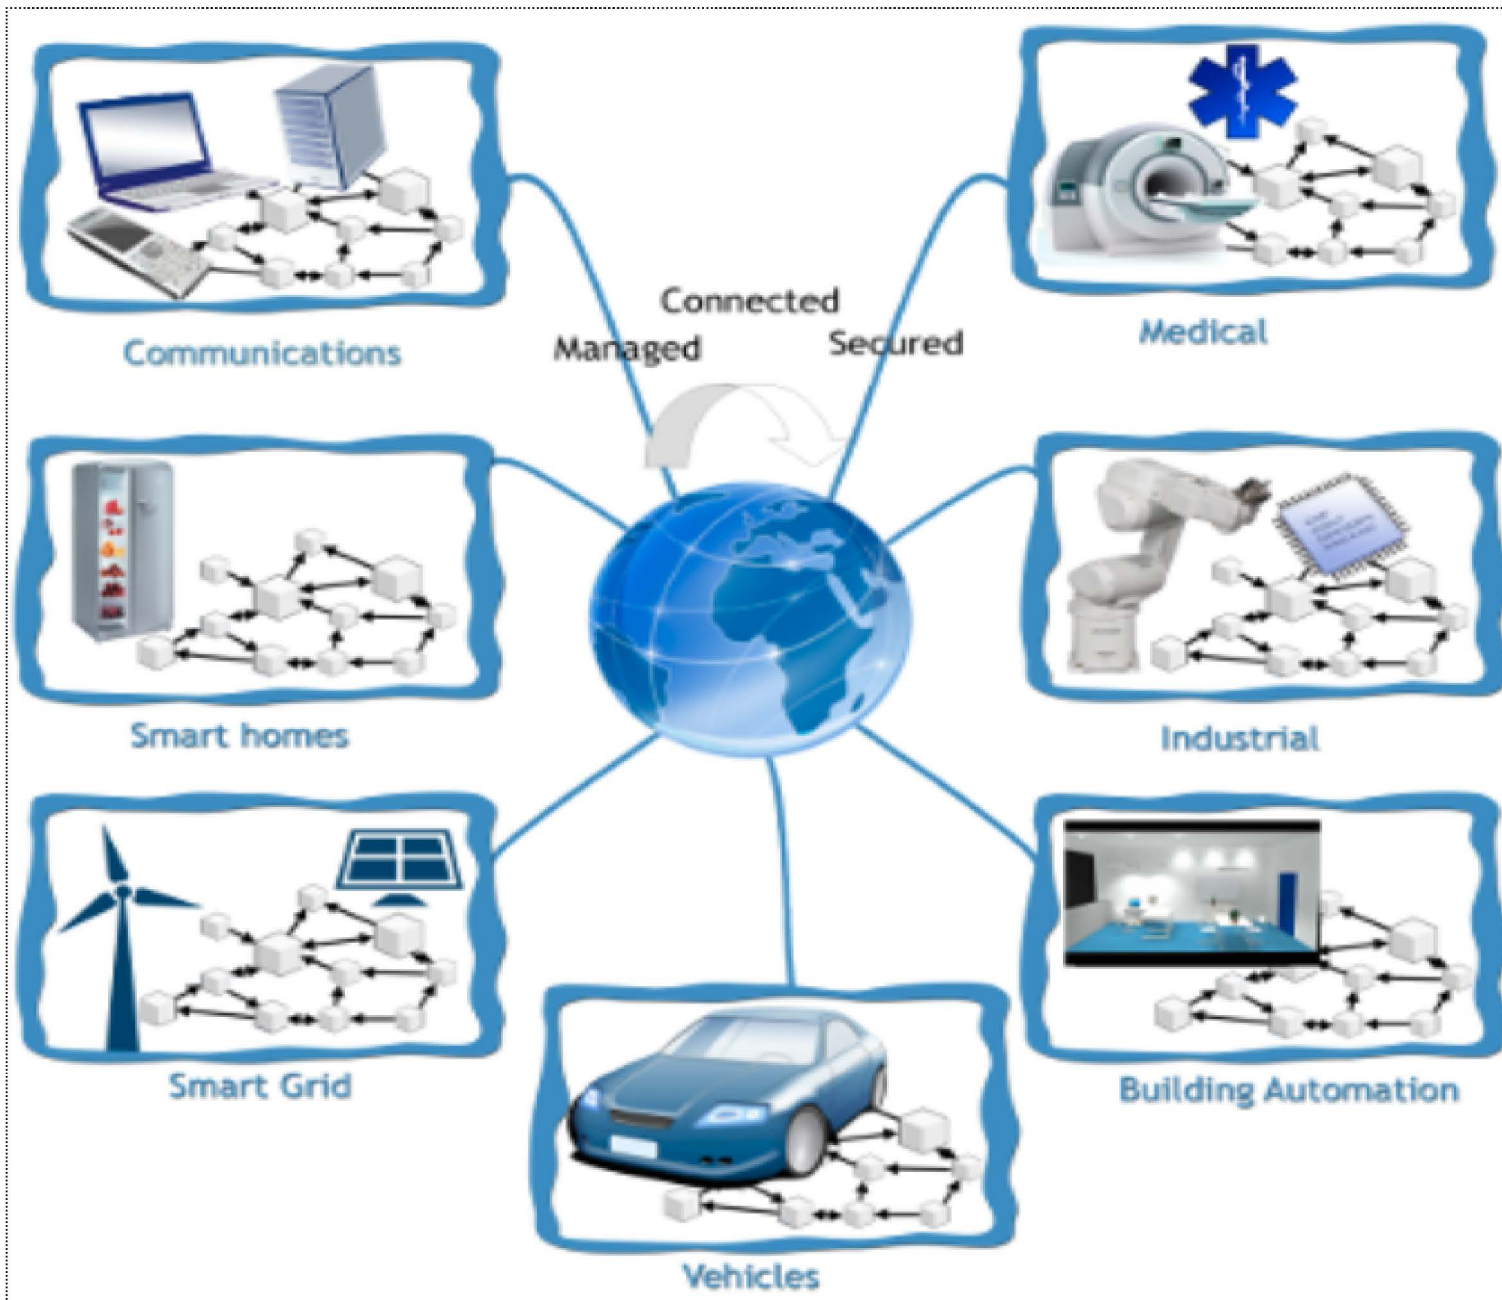 Connected
Managed
Secured
Communications
Medical
Smart homes
Industrial
Smart Grid
Building Automation
Vehicles